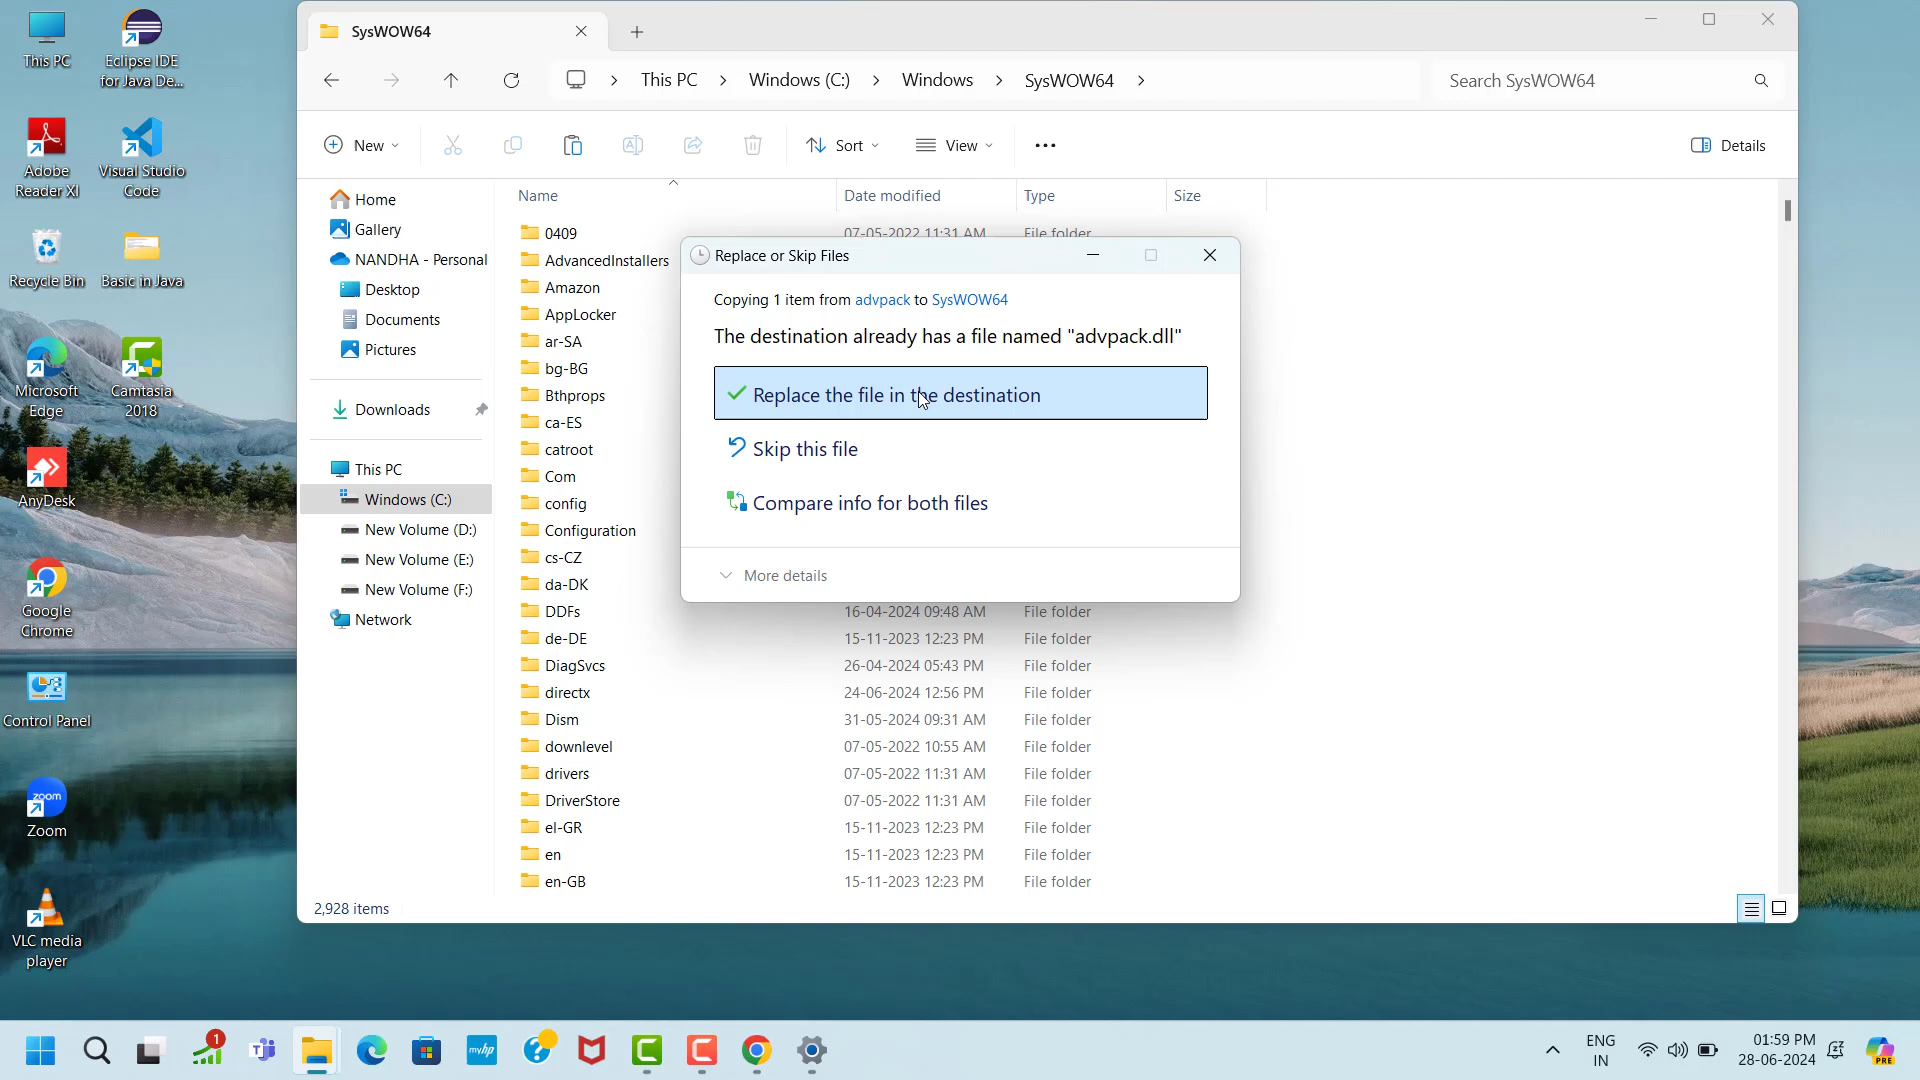 This PC
Eclipse IDE
for Java De...
Adobe
Reader XI
Visual Studio
Code
Recycle Bin
Basic in Java
Microsoft
Edge
Camtasia
2018
AnyDesk
Google
Chrome
Control Panel
zoom
Zoom
VLC media
player
SysWOW64
This PC
Windows (C:)
Windows
SysWOW64
Search SysWOW64
New
Sort
View
Details
Home
Gallery
NANDHA - Personal
Desktop
Documents
Pictures
Downloads
This PC
Windows (C:)
New Volume (D:)
New Volume (E:)
New Volume (F:)
Network
Name Date modified Type Size
0409 07-05-2022 11:31 AM File folder
AdvancedInstallers
Amazon
AppLocker
ar-SA
bg-BG
Bthprops
ca-ES
catroot
Com
config
Configuration
cs-CZ
da-DK
DDFs 16-04-2024 09:48 AM File folder
de-DE 15-11-2023 12:23 PM File folder
DiagSvcs 26-04-2024 05:43 PM File folder
directx 24-06-2024 12:56 PM File folder
Dism 31-05-2024 09:31 AM File folder
downlevel 07-05-2022 10:55 AM File folder
drivers 07-05-2022 11:31 AM File folder
DriverStore 07-05-2022 11:31 AM File folder
el-GR 15-11-2023 12:23 PM File folder
en 15-11-2023 12:23 PM File folder
en-GB 15-11-2023 12:23 PM File folder
2,928 items
Replace or Skip Files
Copying 1 item from advpack to SysWOW64
The destination already has a file named "advpack.dll"
Replace the file in the destination
Skip this file
Compare info for both files
More details
1
myhp
ENG
IN
01:59 PM
28-06-2024
PRE